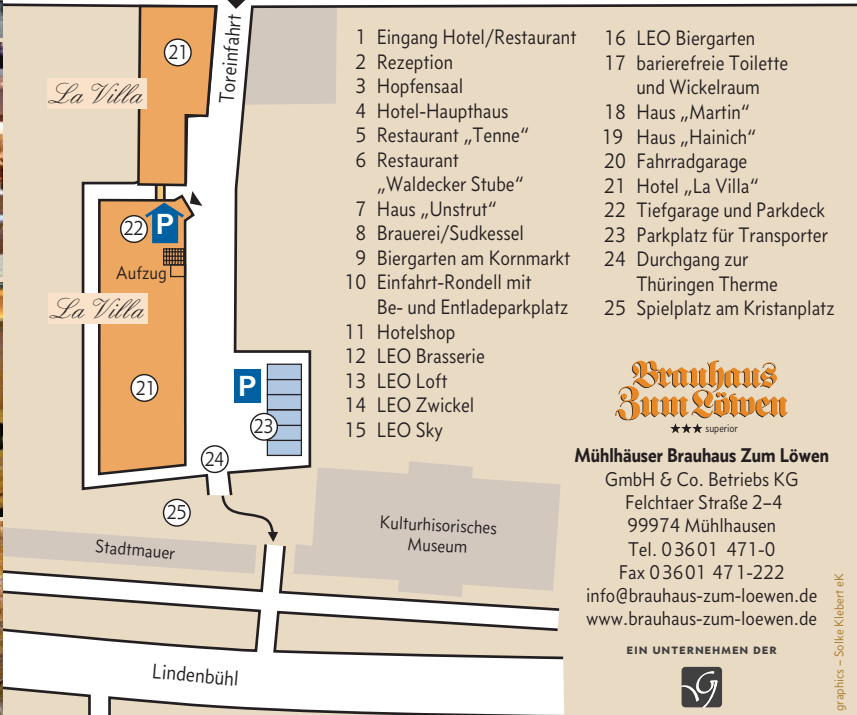 Toreinfahrt
21
La Villa
22
P
Aufzug
La Villa
21
P
23
24
25
Stadtmauer
Kulturhisorisches
Museum
Lindenbühl
1 Eingang Hotel/Restaurant
2 Rezeption
3 Hopfensaal
4 Hotel-Haupthaus
5 Restaurant „Tenne“
6 Restaurant
„Waldecker Stube“
7 Haus „Unstrut“
8 Brauerei/Sudkessel
9 Biergarten am Kornmarkt
10 Einfahrt-Rondell mit
Be- und Entladeparkplatz
11 Hotelshop
12 LEO Brasserie
13 LEO Loft
14 LEO Zwickel
15 LEO Sky
16 LEO Biergarten
17 barierefreie Toilette
und Wickelraum
18 Haus „Martin“
19 Haus „Hainich“
20 Fahrradgarage
21 Hotel „La Villa“
22 Tiefgarage und Parkdeck
23 Parkplatz für Transporter
24 Durchgang zur
Thüringen Therme
25 Spielplatz am Kristanplatz
Brauhaus
Zum Löwen
★★★ superior
Mühlhäuser Brauhaus Zum Löwen
GmbH & Co. Betriebs KG
Felchtaer Straße 2–4
99974 Mühlhausen
Tel. 03601 471-0
Fax 03601 471-222
info@brauhaus-zum-loewen.de
www.brauhaus-zum-loewen.de
EIN UNTERNEHMEN DER
graphics – Solke Klebert eK